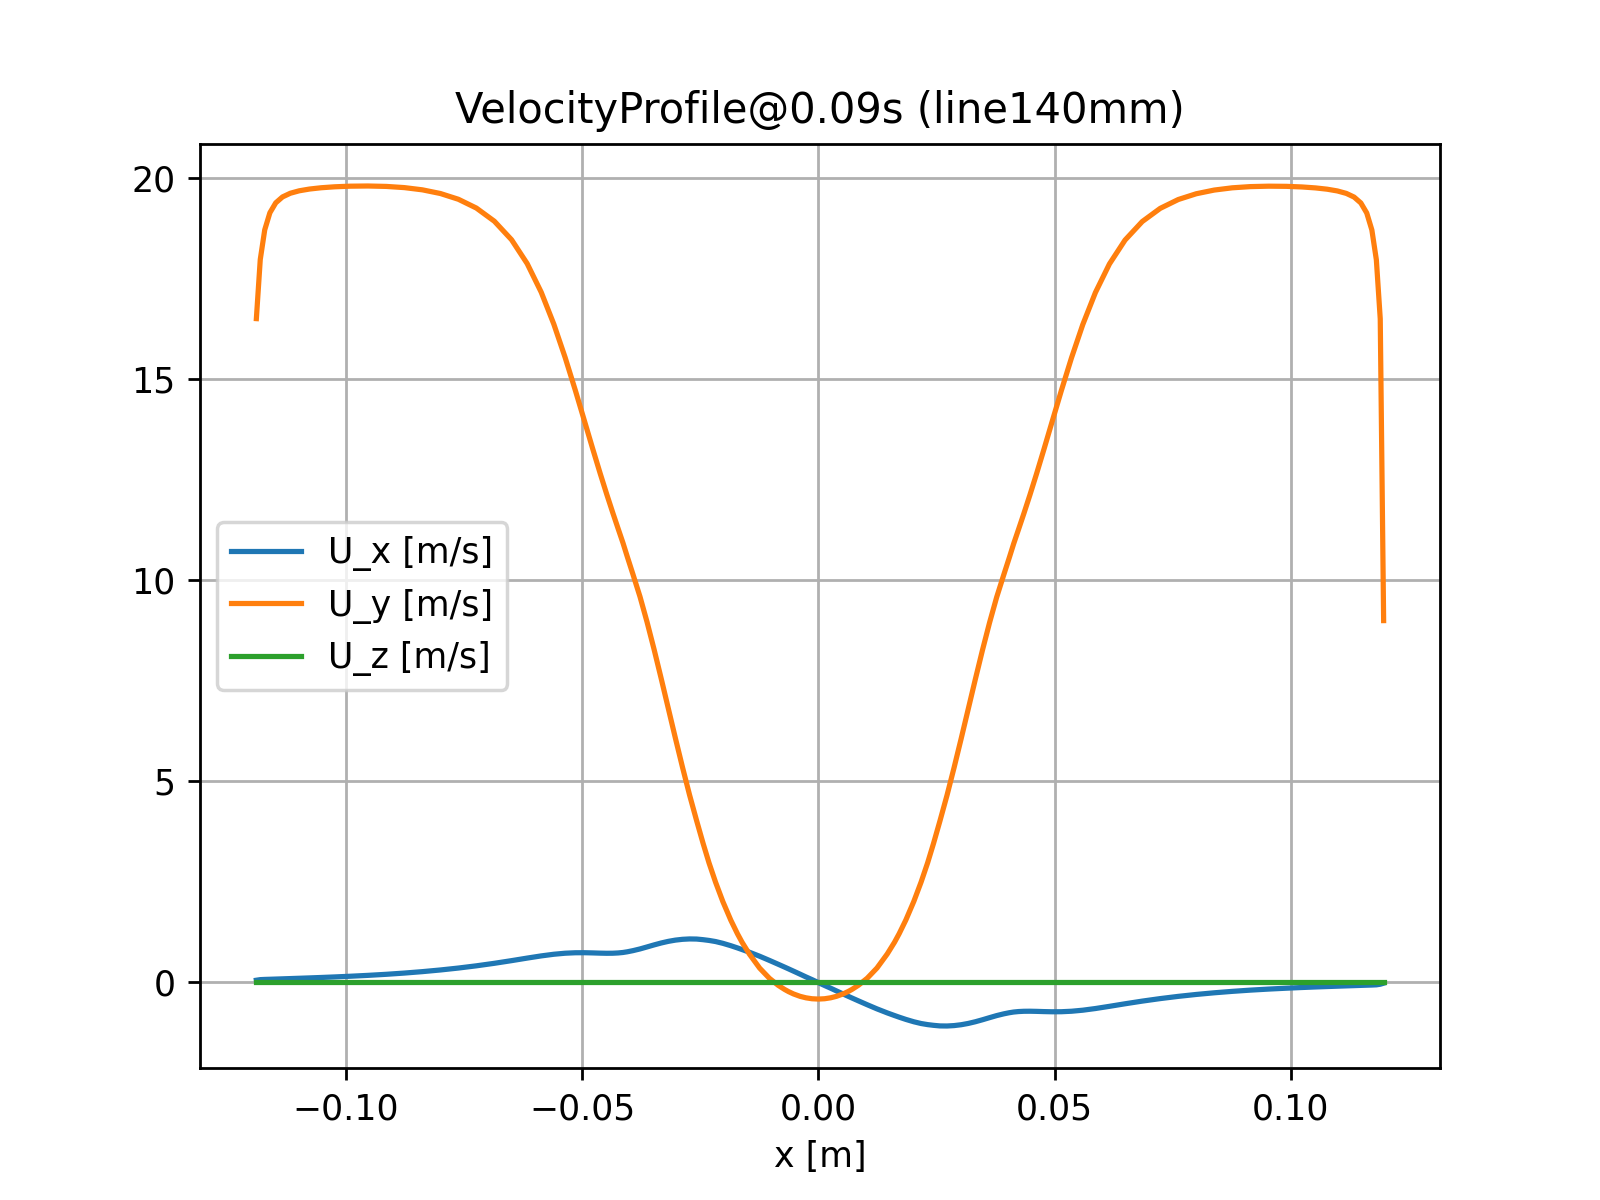 VelocityProfile@0.09s (line140mm)
20
15
10
5
0
U_x [m/s]
U_y [m/s]
U_z [m/s]
−0.10 −0.05 0.00 0.05 0.10
x [m]